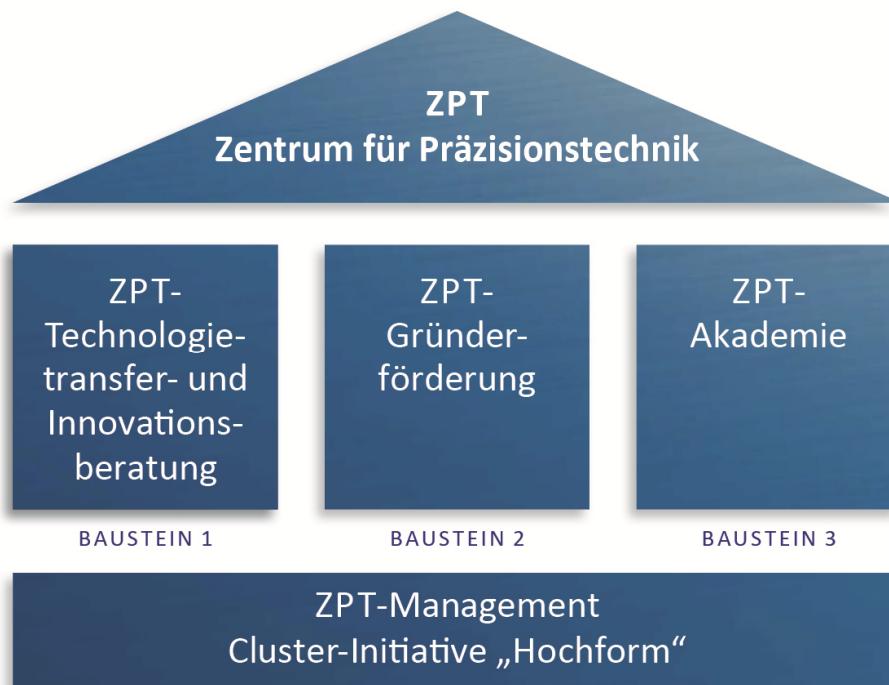 ZPT
Zentrum für Präzisionstechnik
ZPT-
Technologie-
transfer- und
Innovations-
beratung
BAUSTEIN 1
ZPT-
Gründer-
förderung
BAUSTEIN 2
ZPT-
Akademie
BAUSTEIN 3
ZPT-Management
Cluster-Initiative „Hochform“